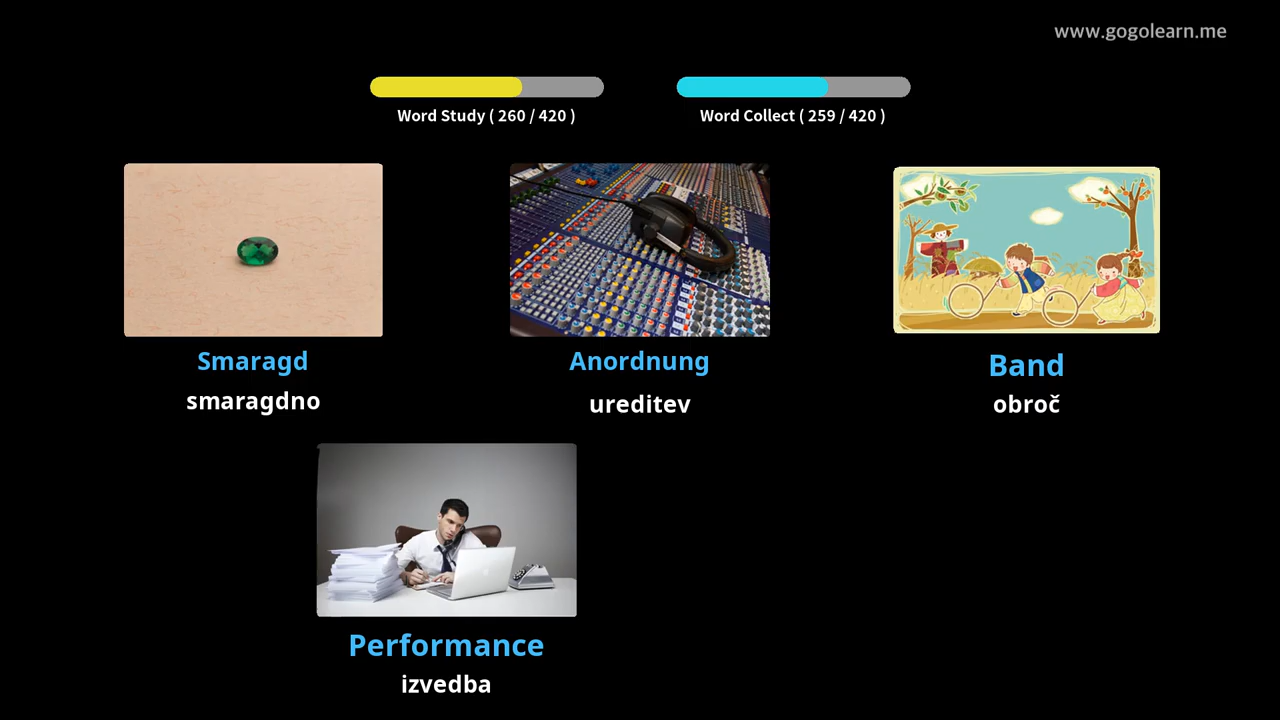 www.gogolearn.me
Word Study ( 260 / 420 )
Word Collect ( 259 / 420 )
Smaragd
smaragdno
Anordnung
ureditev
Band
obroč
Performance
izvedba